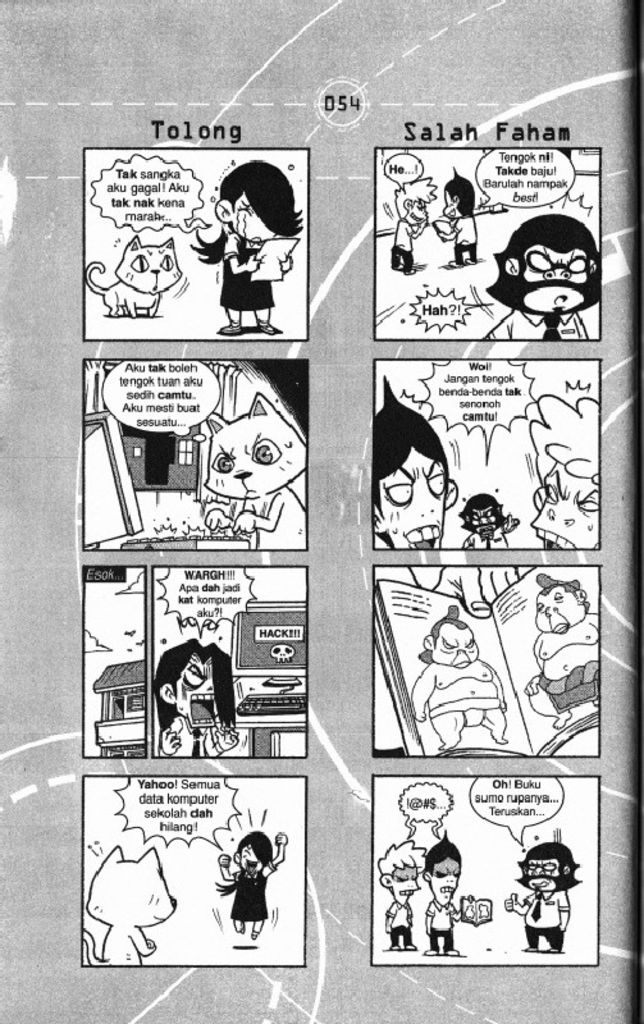 054
Tolong
Tak sangka
aku gagal! Aku
tak nak kena
marah...
Aku tak boleh
tengok tuan aku
sedih camtu.
Aku mesti buat
sesuatu...
Esok...
WARGH!!!
Apa dah jadi
kat komputer
aku?!
HACK!!!
Yahoo! Semua
data komputer
sekolah dah
hilang!
Salah Faham
He...!
Tengok ni!
Takde baju!
Barulah nampak
best!
Hah?!
Woi!
Jangan tengok
benda-benda tak
senonoh
camtu!
!@#$...
Oh! Buku
sumo rupanya...
Teruskan...